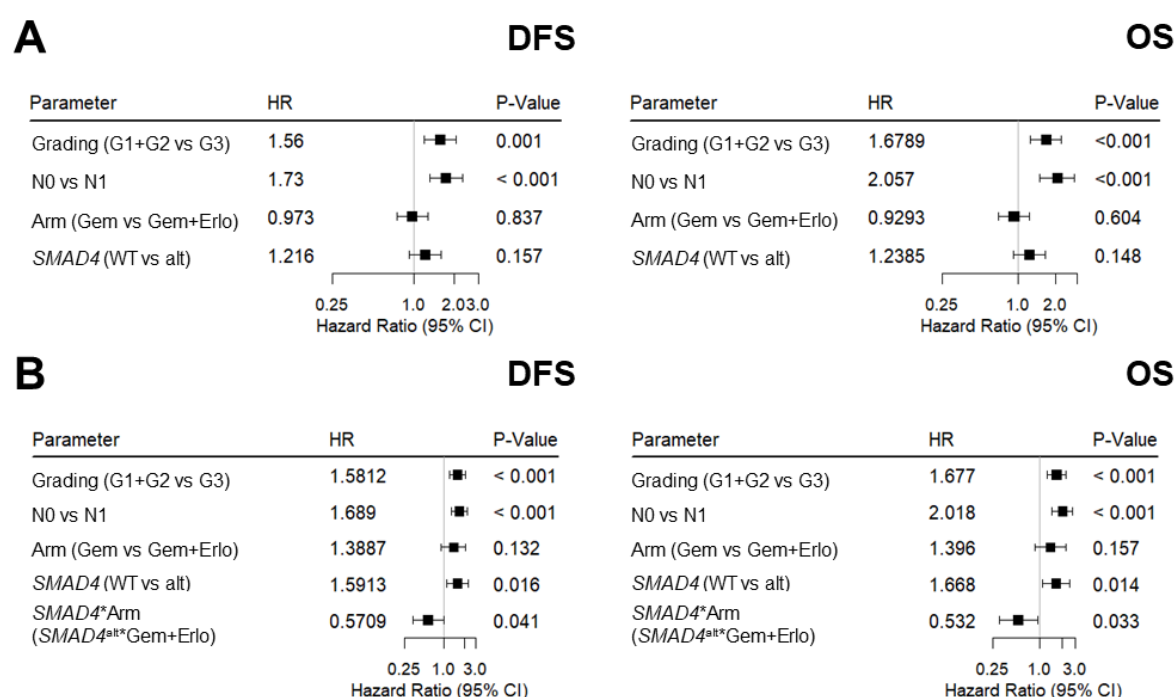 A DFS OS
Parameter HR P-Value Parameter HR P-Value
Grading (G1+G2 vs G3) 1.56 0.001 Grading (G1+G2 vs G3) 1.6789 <0.001
N0 vs N1 1.73 < 0.001 N0 vs N1 2.057 <0.001
Arm (Gem vs Gem+Erlo) 0.973 0.837 Arm (Gem vs Gem+Erlo) 0.9293 0.604
SMAD4 (WT vs alt) 1.216 0.157 SMAD4 (WT vs alt) 1.2385 0.148
0.25 1.0 2.0 3.0 0.25 1.0 2.0
Hazard Ratio (95% CI) Hazard Ratio (95% CI)
B DFS OS
Parameter HR P-Value Parameter HR P-Value
Grading (G1+G2 vs G3) 1.5812 < 0.001 Grading (G1+G2 vs G3) 1.677 < 0.001
N0 vs N1 1.689 < 0.001 N0 vs N1 2.018 < 0.001
Arm (Gem vs Gem+Erlo) 1.3887 0.132 Arm (Gem vs Gem+Erlo) 1.396 0.157
SMAD4 (WT vs alt) 1.5913 0.016 SMAD4 (WT vs alt) 1.668 0.014
SMAD4*Arm 0.5709 0.041 SMAD4*Arm 0.532 0.033
(SMAD4alt*Gem+Erlo) (SMAD4alt*Gem+Erlo)
0.25 1.0 3.0 0.25 1.0 3.0
Hazard Ratio (95% CI) Hazard Ratio (95% CI)